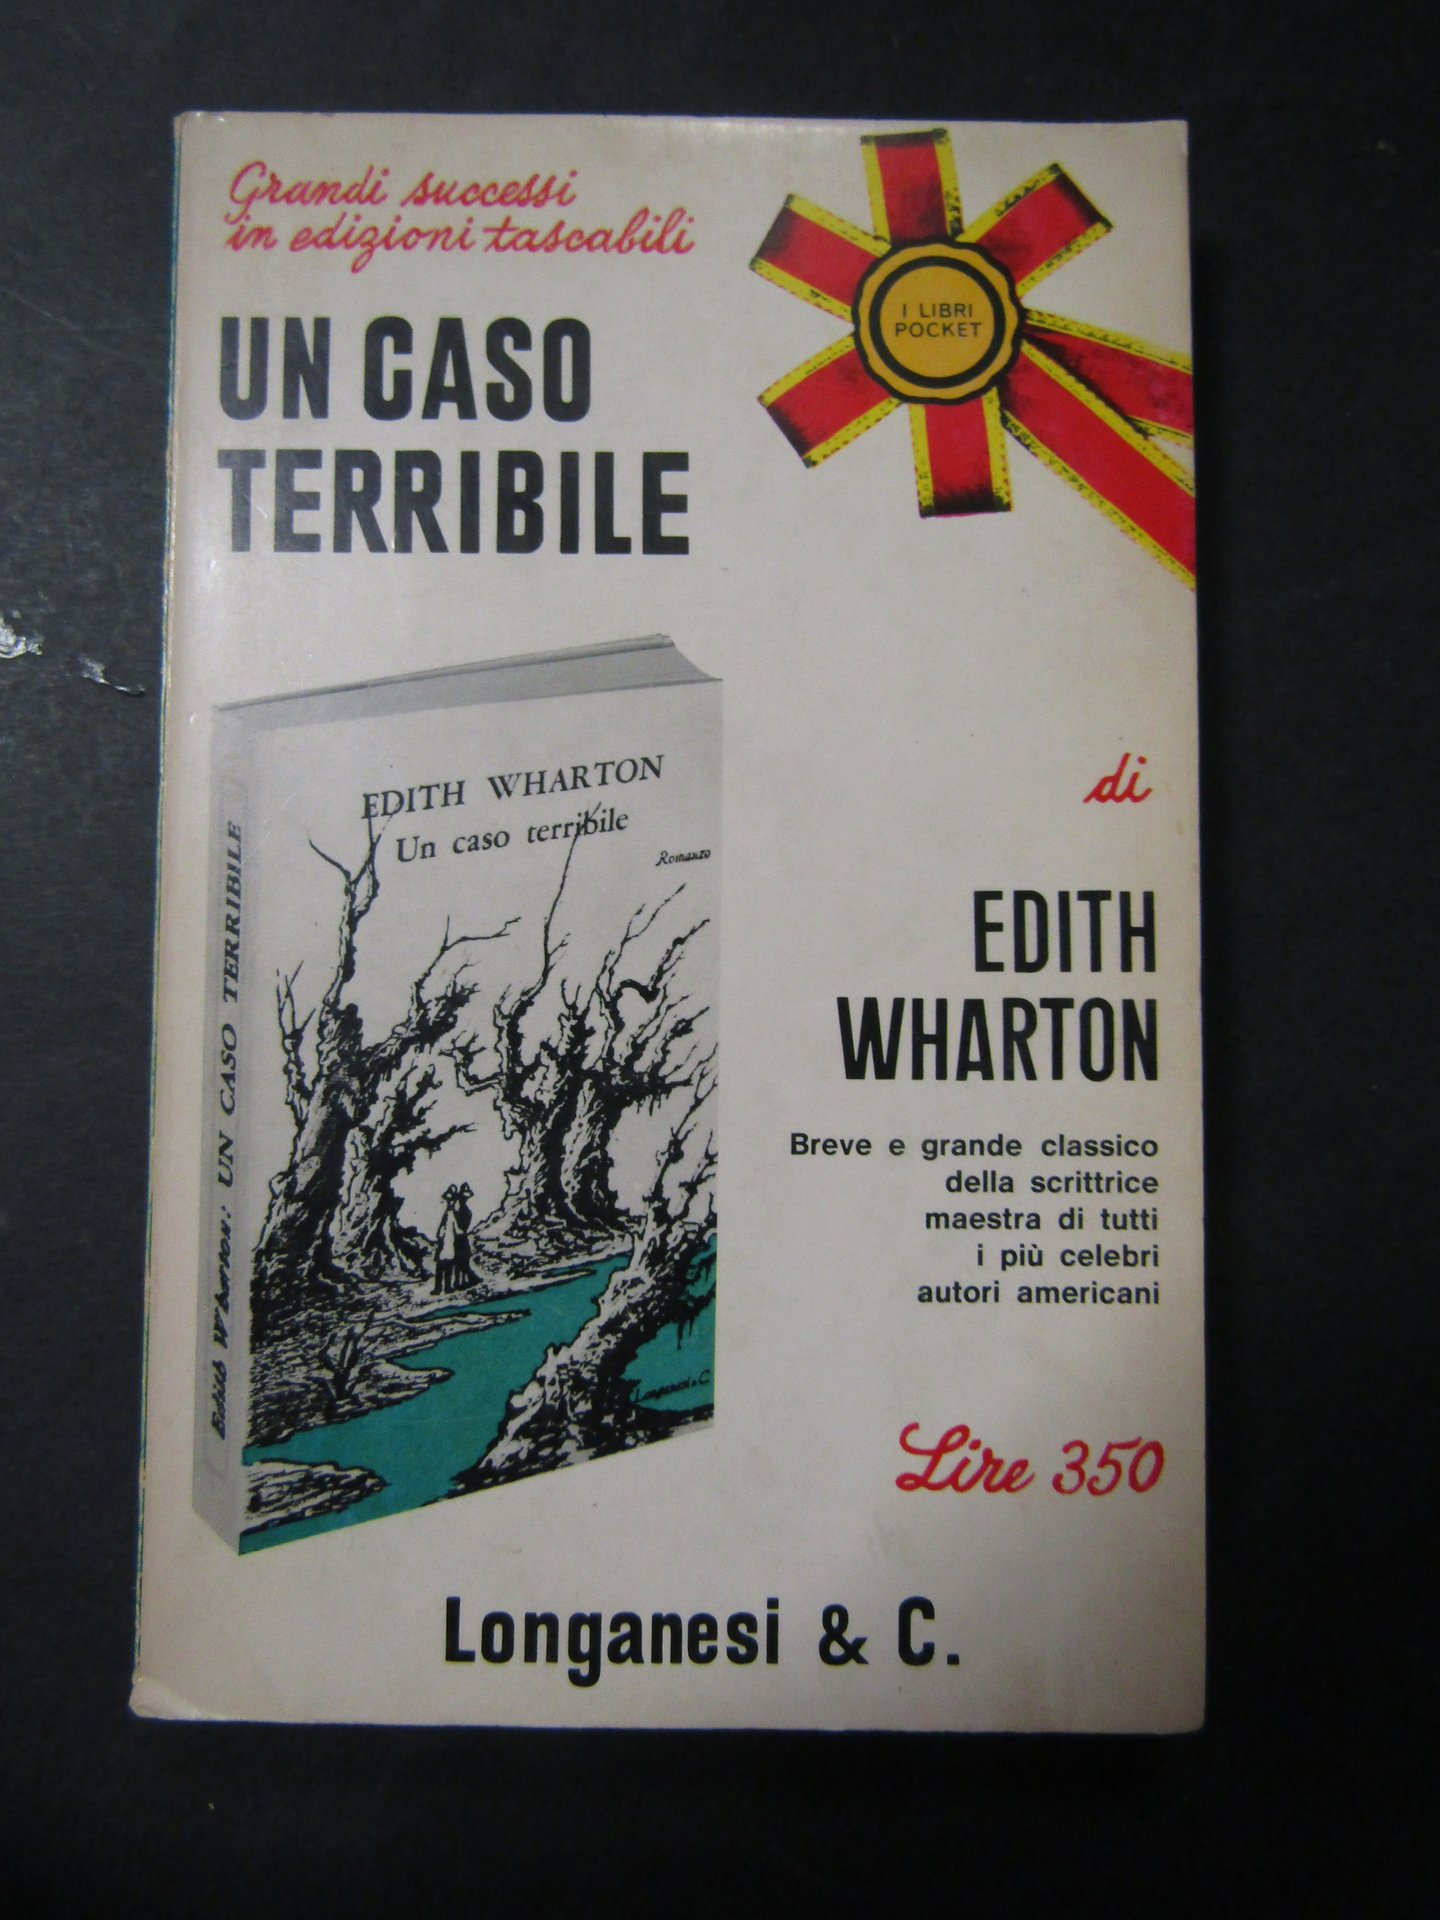 Grandi successi
in edizioni tascabili
I LIBRI
POCKET
UN CASO
TERRIBILE
EDITH WHARTON
Un caso terribile
Romanzo
Edith Wharton: UN CASO TERRIBILE
Longanesi & C.
di
EDITH
WHARTON
Breve e grande classico
della scrittrice
maestra di tutti
i più celebri
autori americani
Lire 350
Longanesi & C.